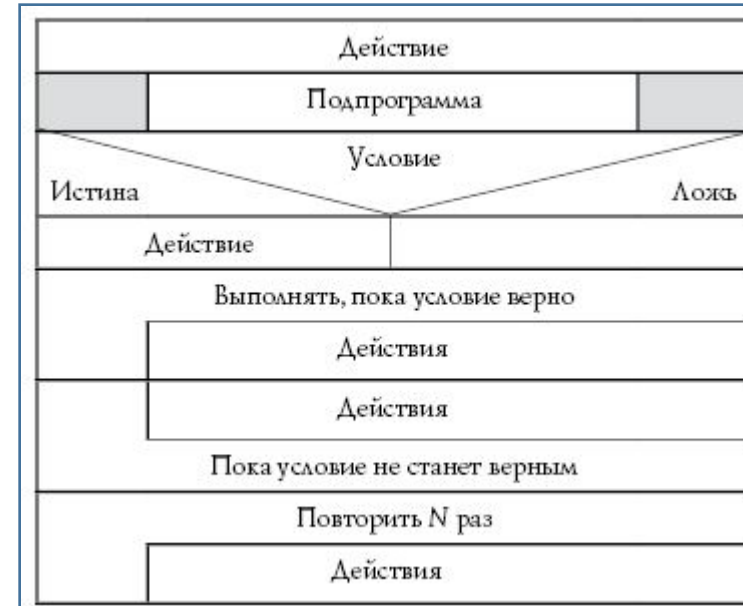 Действие
Подпрограмма
Условие
Истина Ложь
Действие
Выполнять, пока условие верно
Действия
Действия
Пока условие не станет верным
Повторить N раз
Действия